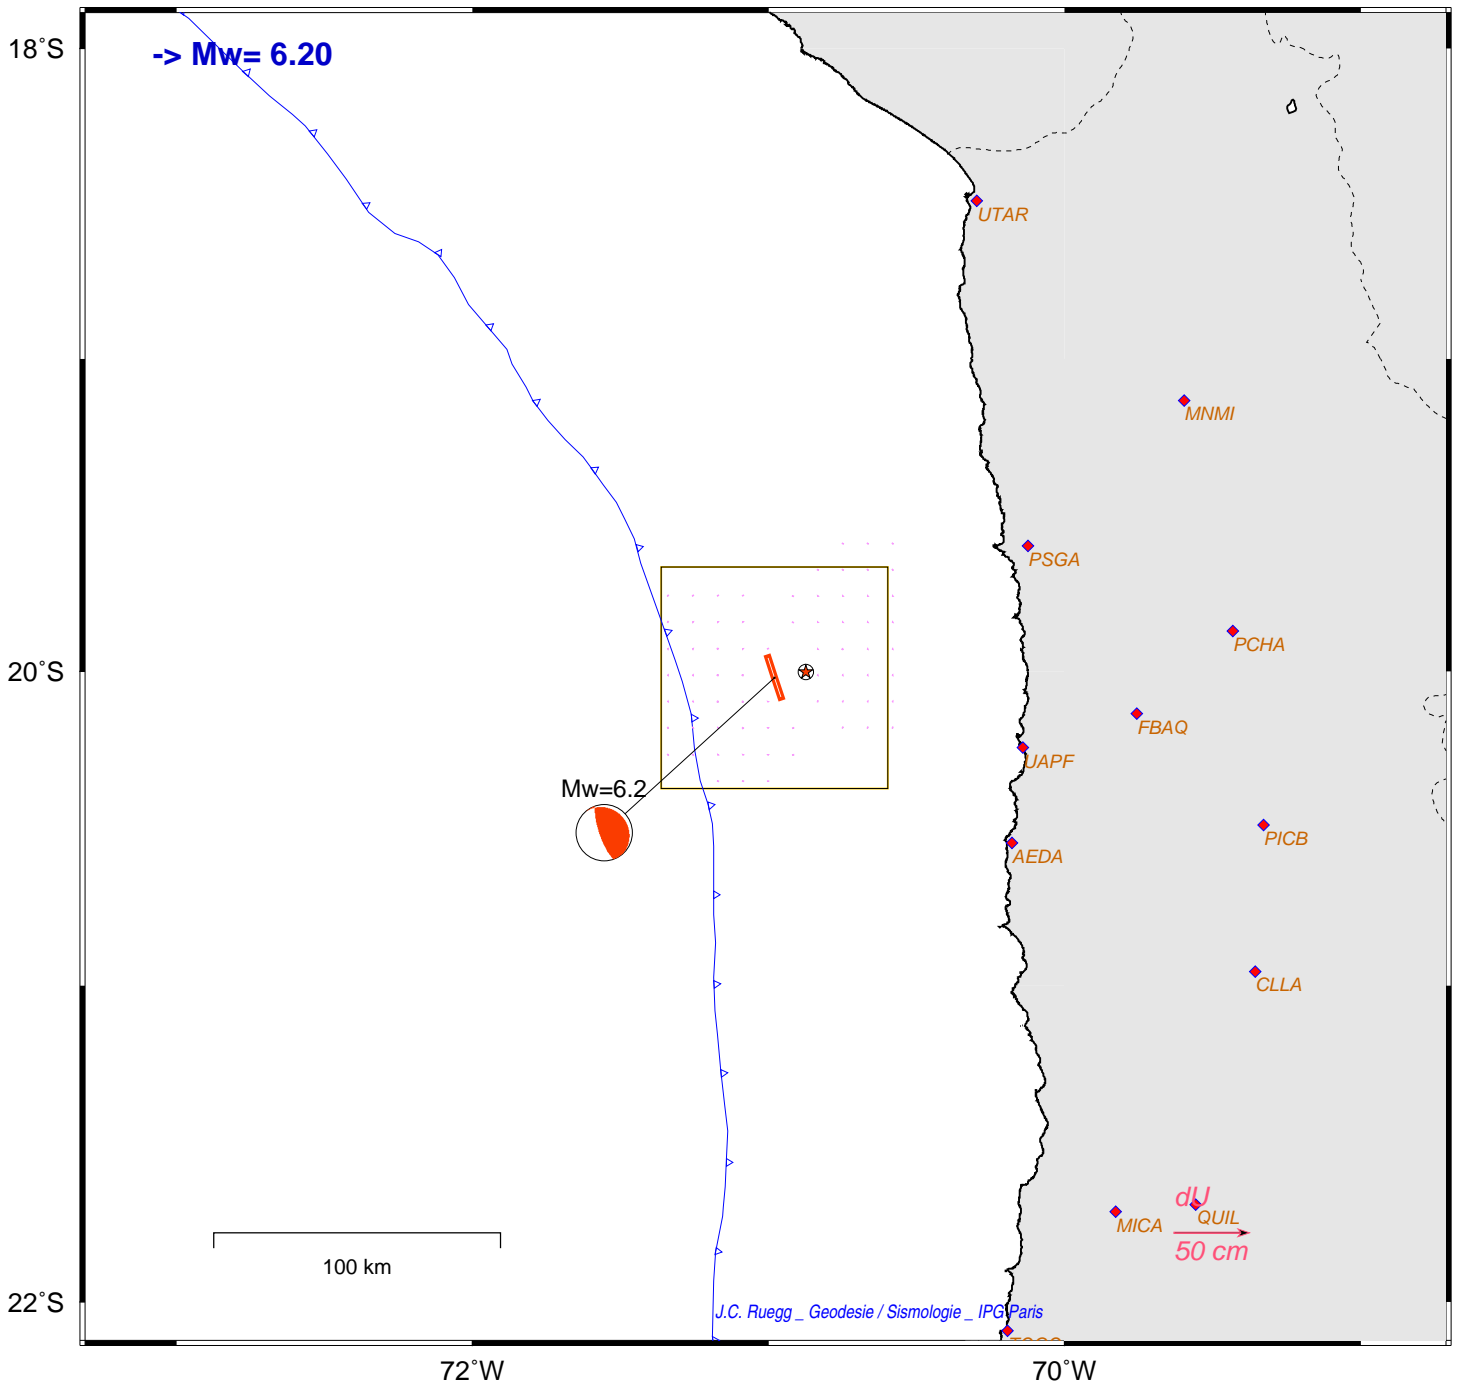 18°S
-> Mw= 6.20
UTAR
MNMI
PSGA
PCHA
20°S
FBAQ
UAPF
Mw=6.2
PICB
AEDA
CLLA
dU
QUIL
MICA
50 cm
100 km
22°S
J.C. Ruegg _ Geodesie / Sismologie _ IPG Paris
72°W
70°W